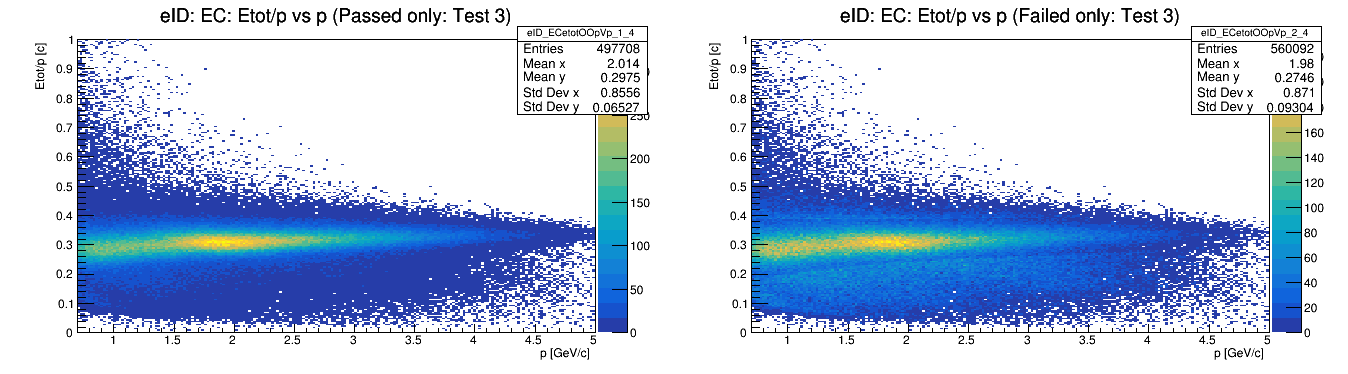 eID: EC: Etot/p vs p (Passed only: Test 3)
eID_ECetotOOpVp_1_4
Entries 497708
Mean x 2.014
Mean y 0.2975
Std Dev x 0.8556
Std Dev y 0.06527
Etot/p [c]
1
0.9
0.8
0.7
0.6
0.5
0.4
0.3
0.2
0.1
0
1 1.5 2 2.5 3 3.5 4 4.5 5
p [GeV/c]
250
200
150
100
50
0
eID: EC: Etot/p vs p (Failed only: Test 3)
eID_ECetotOOpVp_2_4
Entries 560092
Mean x 1.98
Mean y 0.2746
Std Dev x 0.871
Std Dev y 0.09304
Etot/p [c]
1
0.9
0.8
0.7
0.6
0.5
0.4
0.3
0.2
0.1
0
1 1.5 2 2.5 3 3.5 4 4.5 5
p [GeV/c]
160
140
120
100
80
60
40
20
0